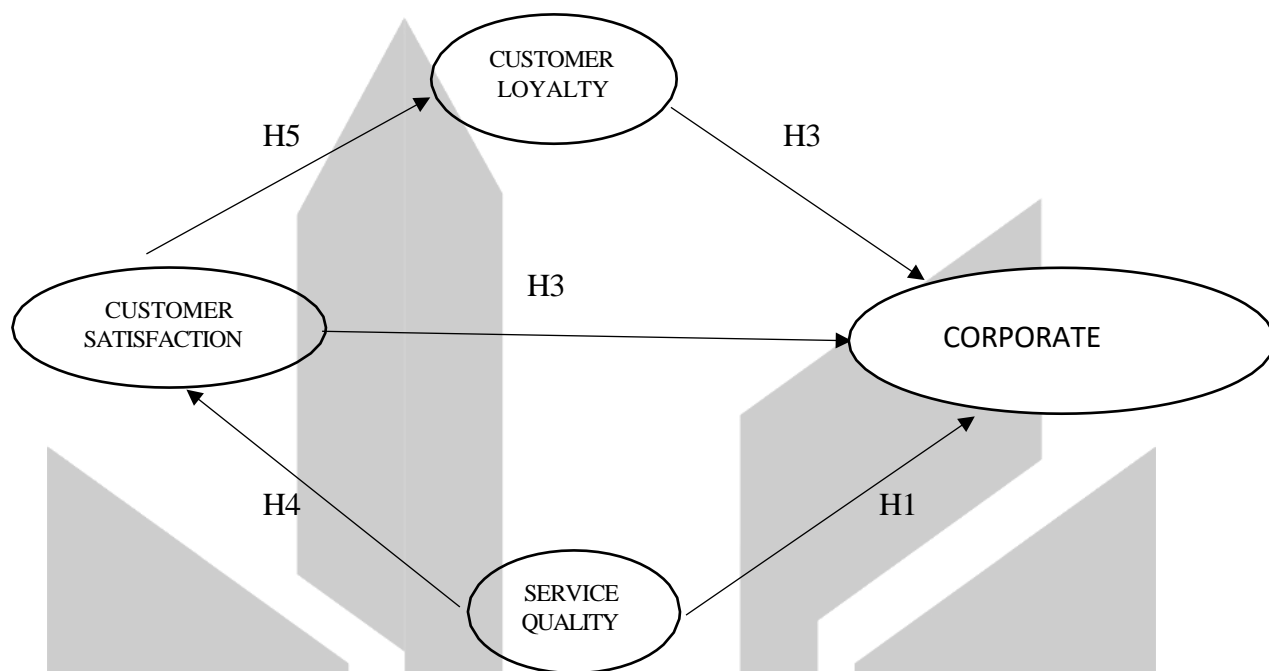 CUSTOMER
LOYALTY
H5
H3
H3
CUSTOMER
SATISFACTION
CORPORATE
H4
H1
SERVICE
QUALITY